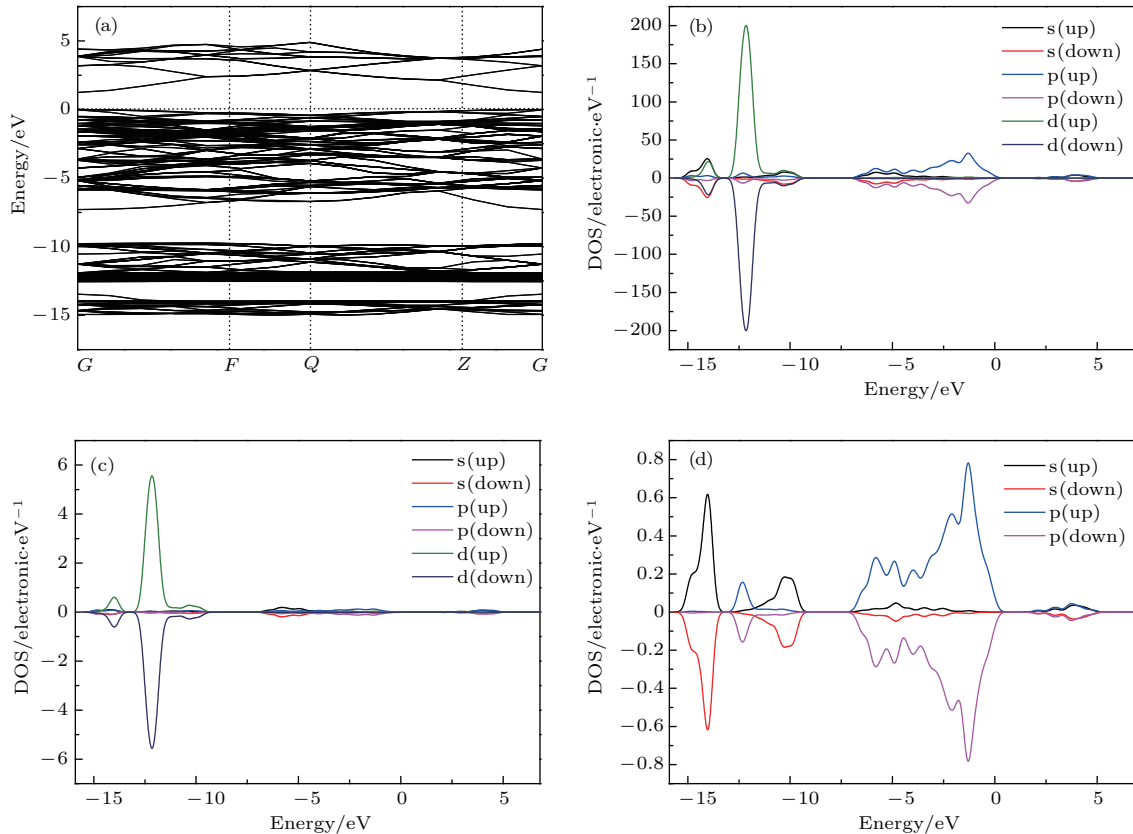 (a)
5
0
−5
−10
−15
Energy/eV
G F Q Z G
(b)
200
150
100
50
0
−50
−100
−150
−200
DOS/electronic·eV⁻¹
s(up)
s(down)
p(up)
p(down)
d(up)
d(down)
−15 −10 −5 0 5
Energy/eV
(c)
6
4
2
0
−2
−4
−6
DOS/electronic·eV⁻¹
s(up)
s(down)
p(up)
p(down)
d(up)
d(down)
−15 −10 −5 0 5
Energy/eV
(d)
0.8
0.6
0.4
0.2
0
−0.2
−0.4
−0.6
−0.8
DOS/electronic·eV⁻¹
s(up)
s(down)
p(up)
p(down)
−15 −10 −5 0 5
Energy/eV